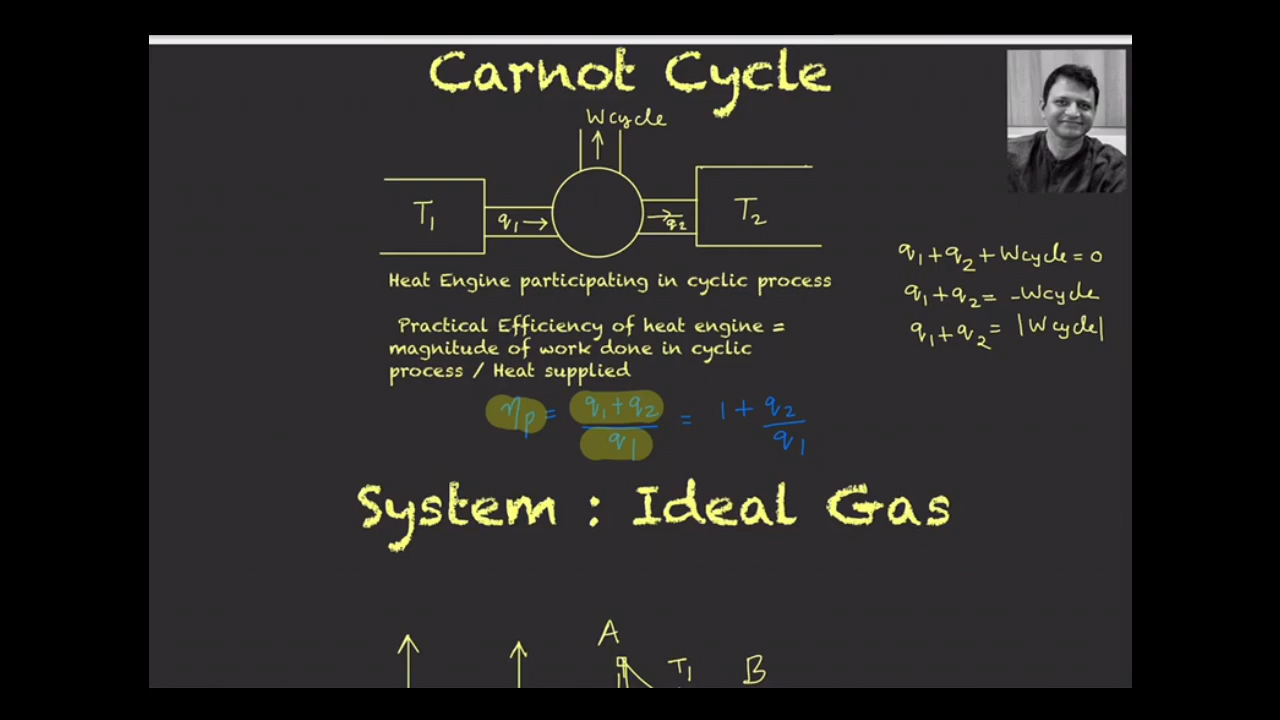 Carnot Cycle
Wcycle
T1
q1 →
→ q2
T2
q1 + q2 + Wcycle = 0
q1 + q2 = -Wcycle
q1 + q2 = |Wcycle|
Heat Engine participating in cyclic process
Practical Efficiency of heat engine =
magnitude of work done in cyclic
process / Heat supplied
ηp = (q1 + q2) / q1 = 1 + q2 / q1
System : Ideal Gas
A
T1
B